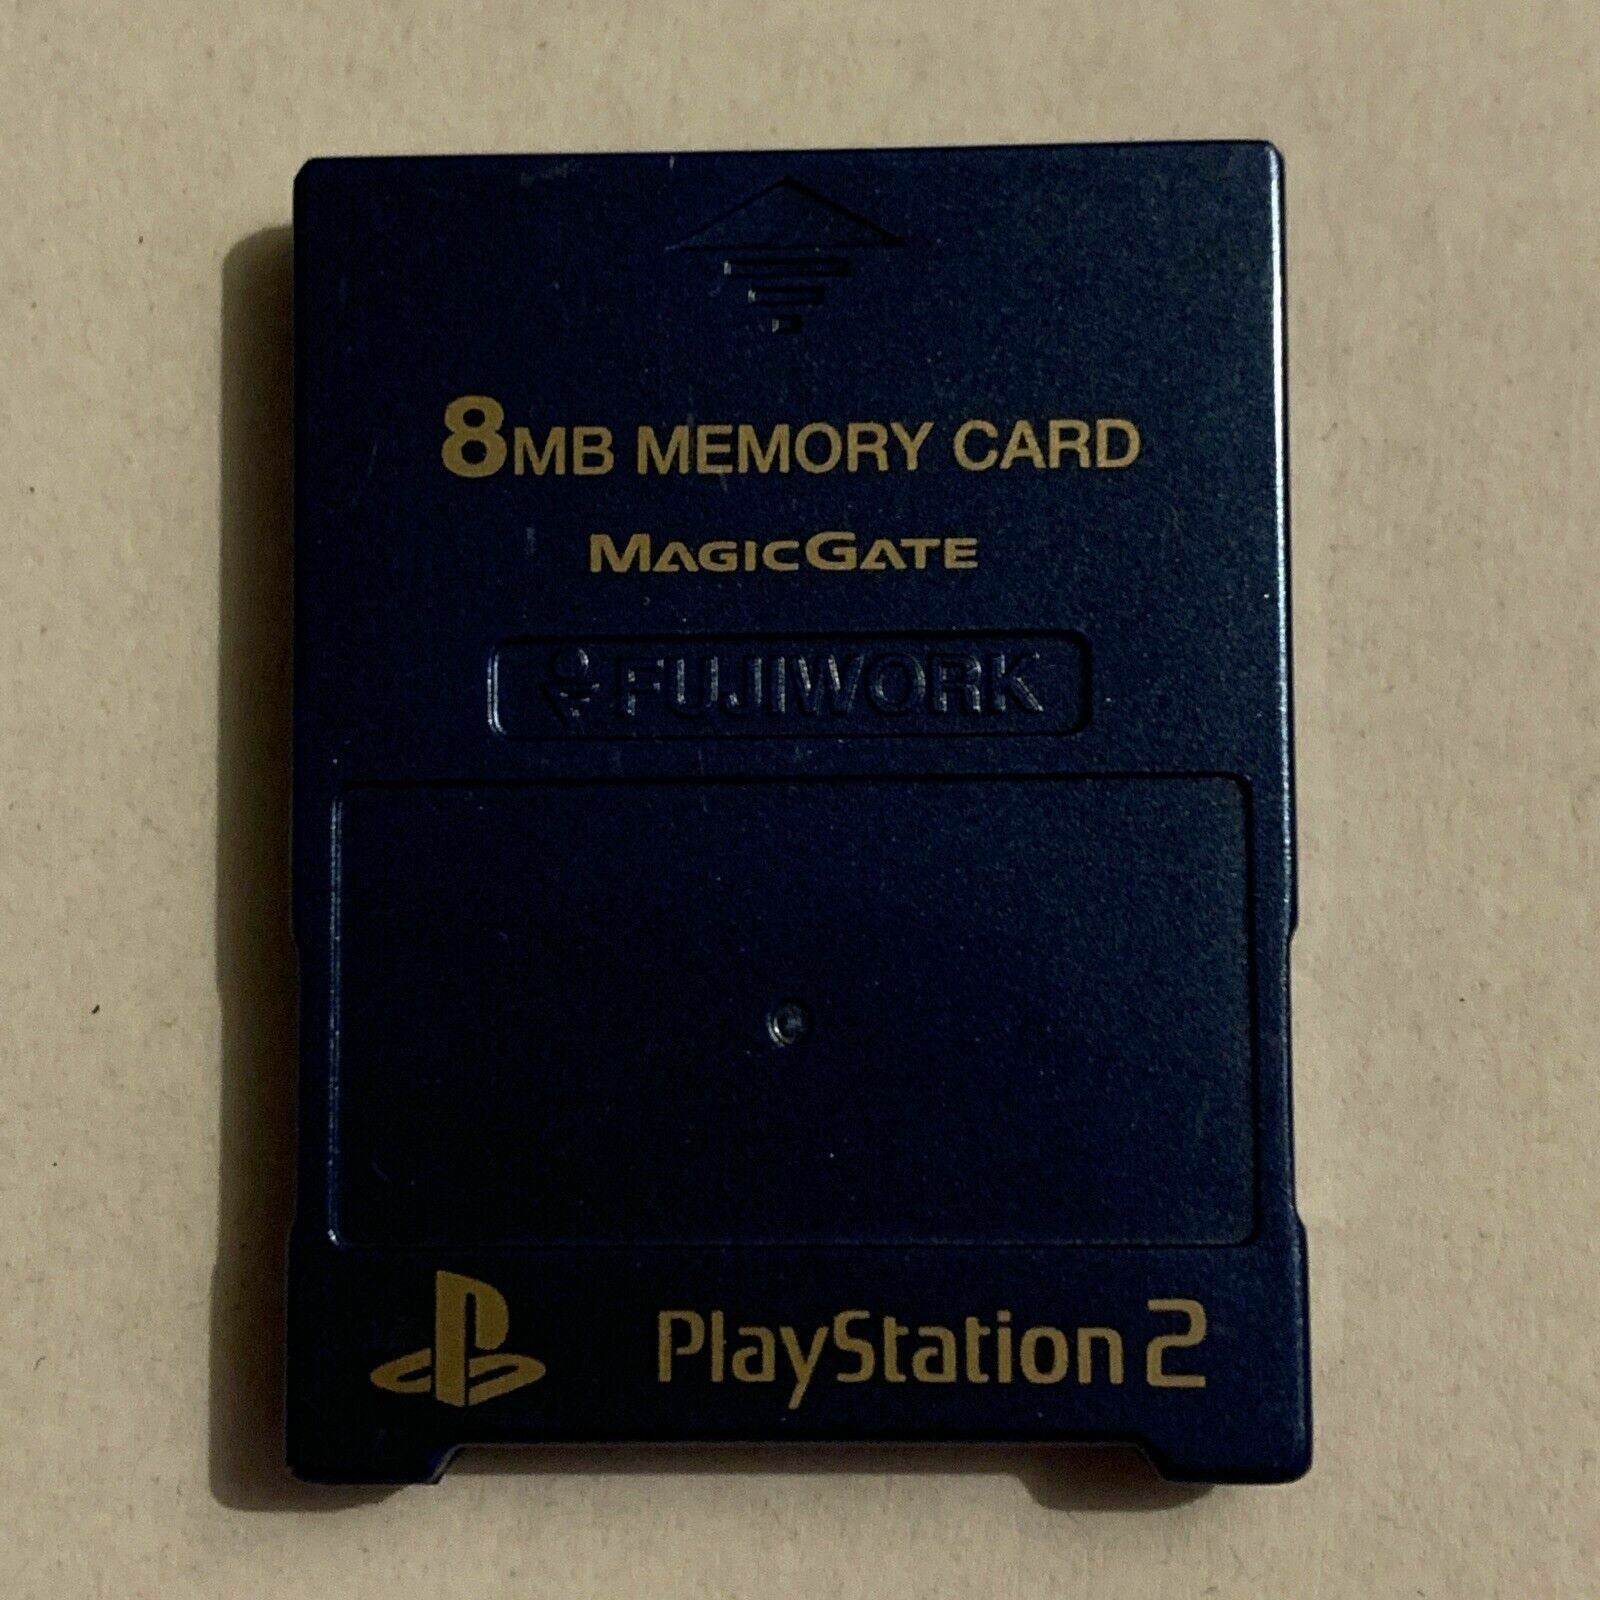 8MB MEMORY CARD
MAGICGATE
FUJIWORK
PlayStation 2